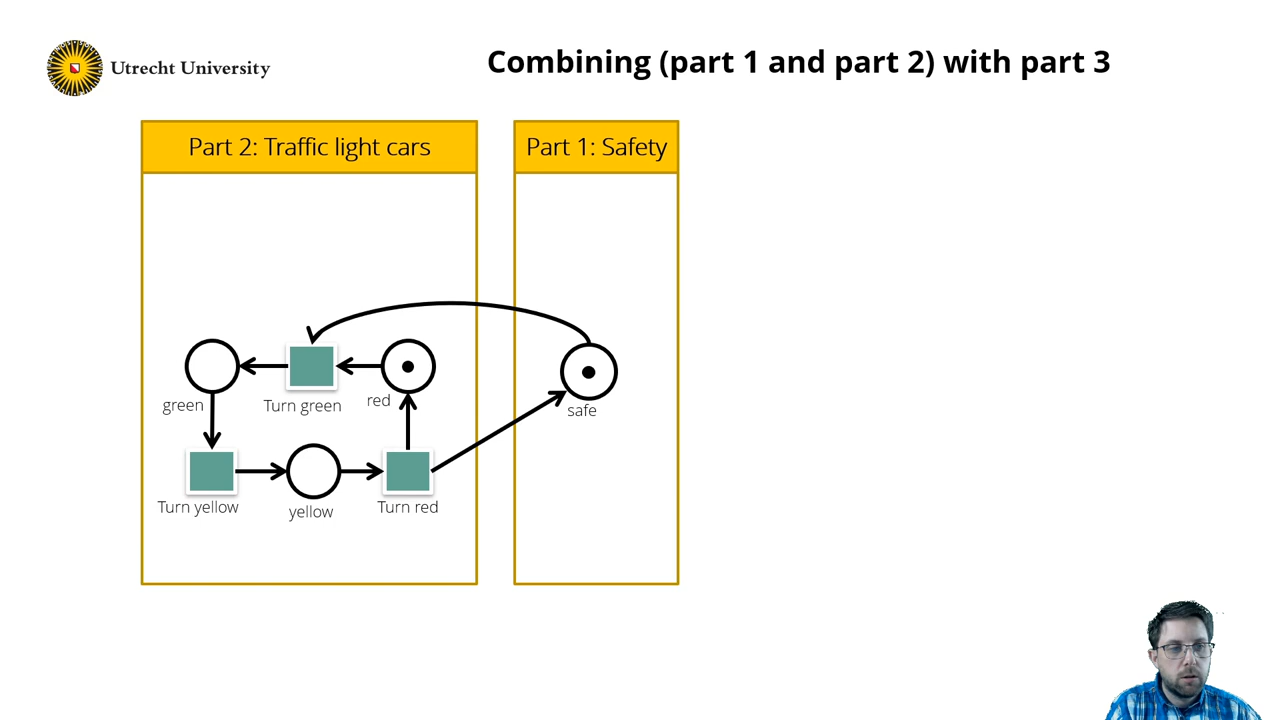 Utrecht University
Combining (part 1 and part 2) with part 3
Part 2: Traffic light cars
Part 1: Safety
green
Turn green
red
safe
Turn yellow
yellow
Turn red